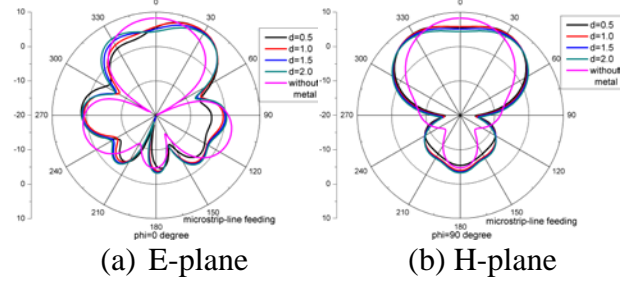 0
330
30
300
60
270
90
240
120
210
150
180
10
0
-10
-20
-10
0
10
d=0.5
d=1.0
d=1.5
d=2.0
without
metal
microstrip-line feeding
phi=0 degree
(a) E-plane
0
330
30
300
60
270
90
240
120
210
150
180
10
0
-10
-20
-10
0
10
d=0.5
d=1.0
d=1.5
d=2.0
without
metal
microstrip-line feeding
phi=90 degree
(b) H-plane